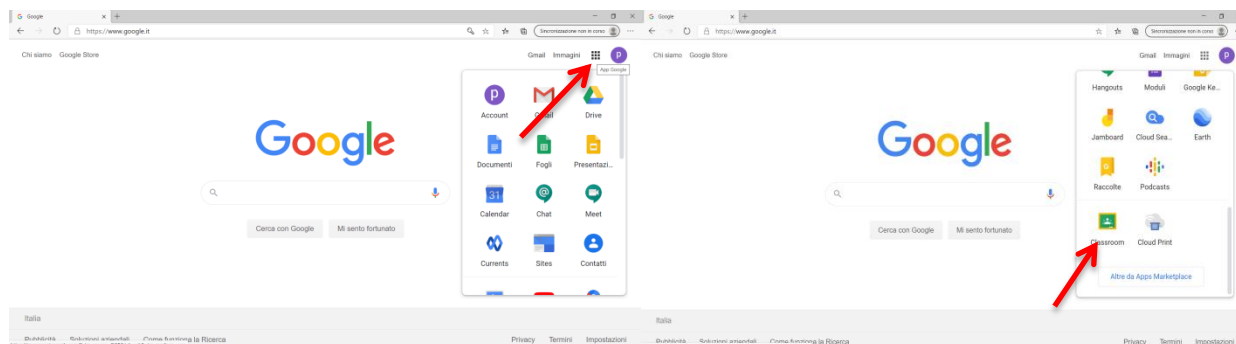 Google
https://www.google.it
Sincronizzazione non in corso
Chi siamo Google Store
Gmail Immagini
P
App Google
P
Account Gmail Drive
Google
Documenti Fogli Presentazi...
31
Calendar Chat Meet
Cerca con Google Mi sento fortunato
Currents Sites Contatti
Italia
Pubblicità Soluzioni aziendali Come funziona la Ricerca
Privacy Termini Impostazioni
Google
https://www.google.it
Sincronizzazione non in corso
Chi siamo Google Store
Gmail Immagini
P
Hangouts Moduli Google Ke...
Jamboard Cloud Sea... Earth
Google
Raccolte Podcasts
Cerca con Google Mi sento fortunato
Classroom Cloud Print
Altre da Apps Marketplace
Italia
Pubblicità Soluzioni aziendali Come funziona la Ricerca
Privacy Termini Impostazioni